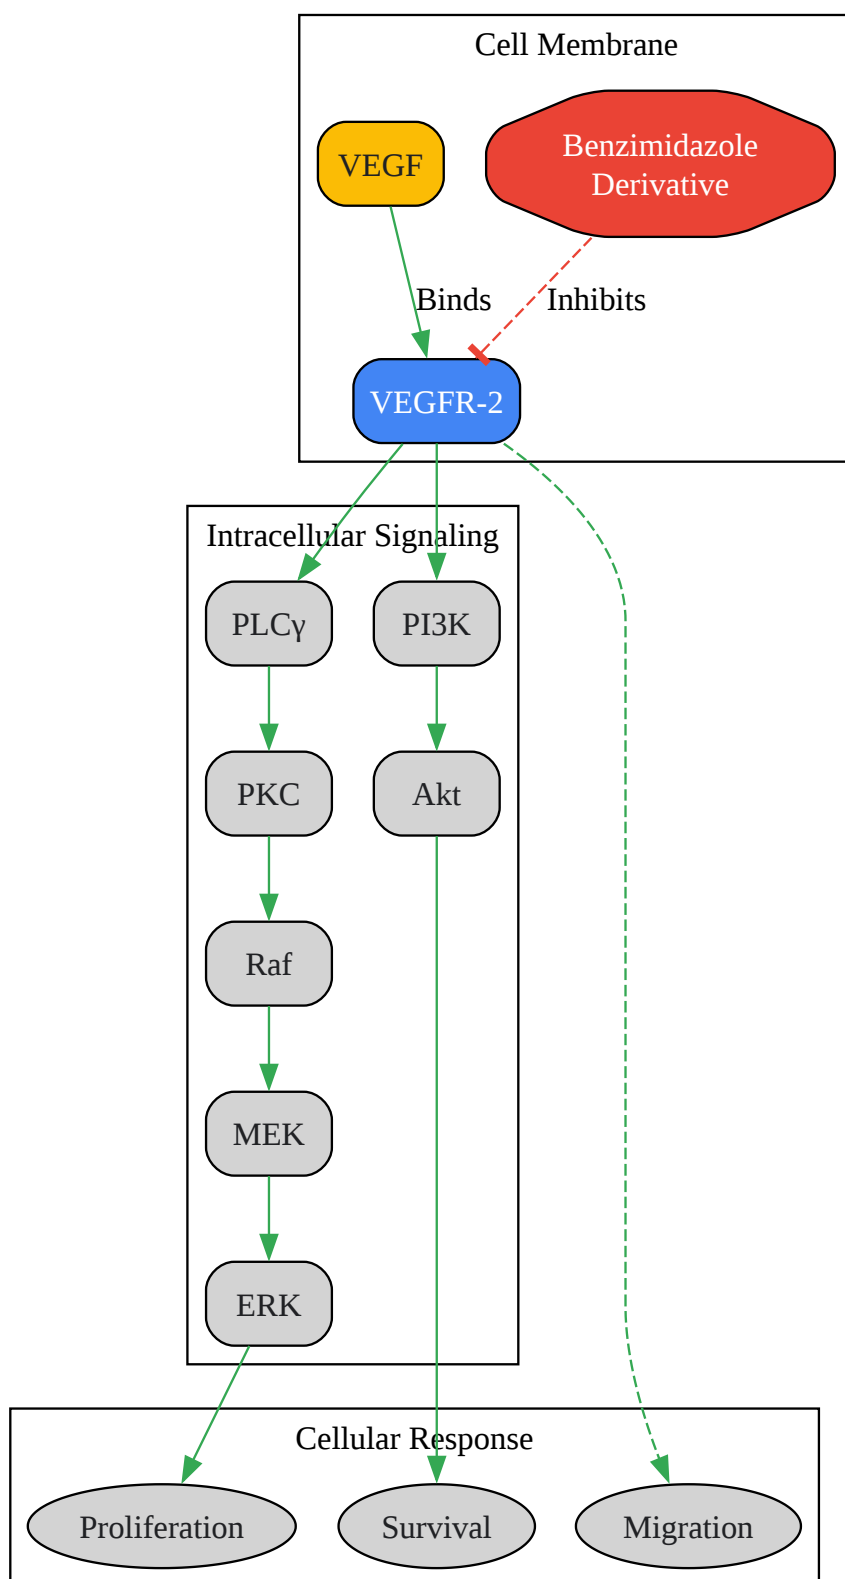 Cell Membrane
VEGF
Benzimidazole
Derivative
Binds
Inhibits
VEGFR-2
Intracellular Signaling
PLCγ
PI3K
PKC
Akt
Raf
MEK
ERK
Cellular Response
Proliferation
Survival
Migration